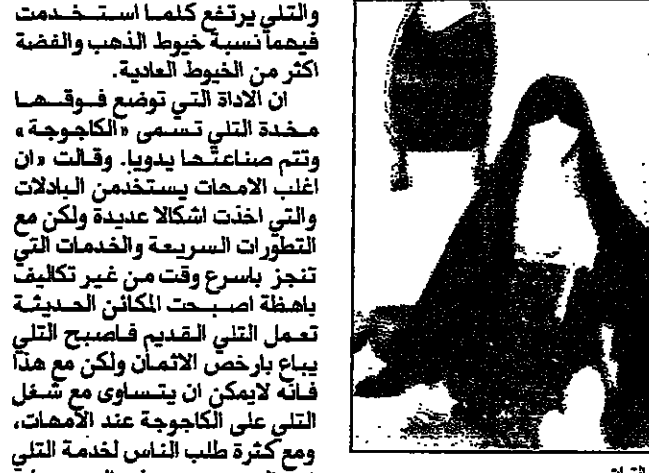 والتلي يرتفع كلما استخدمت
فيهما نسبة خيوط الذهب والفضة
اكثر من الخيوط العادية.
ان الاداة التي توضع فوقها
مخدة التلي تسمى «الكاجوجة»
وتتم صناعتها يدويا. وقالت «ان
اغلب الامهات يستخدمن البادلات
والتي اخذت اشكالا عديدة ولكن مع
التطورات السريعة والخدمات التي
تنجز باسرع وقت من غير تكاليف
باهظة اصبحت المكائن الحديثة
تعمل التلي القديم فاصبح التلي
يباع بارخص الاثمان ولكن مع هذا
فانه لايمكن ان يتساوى مع شغل
التلي على الكاجوجة عند الامهات،
ومع كثرة طلب الناس لخدمة التلي